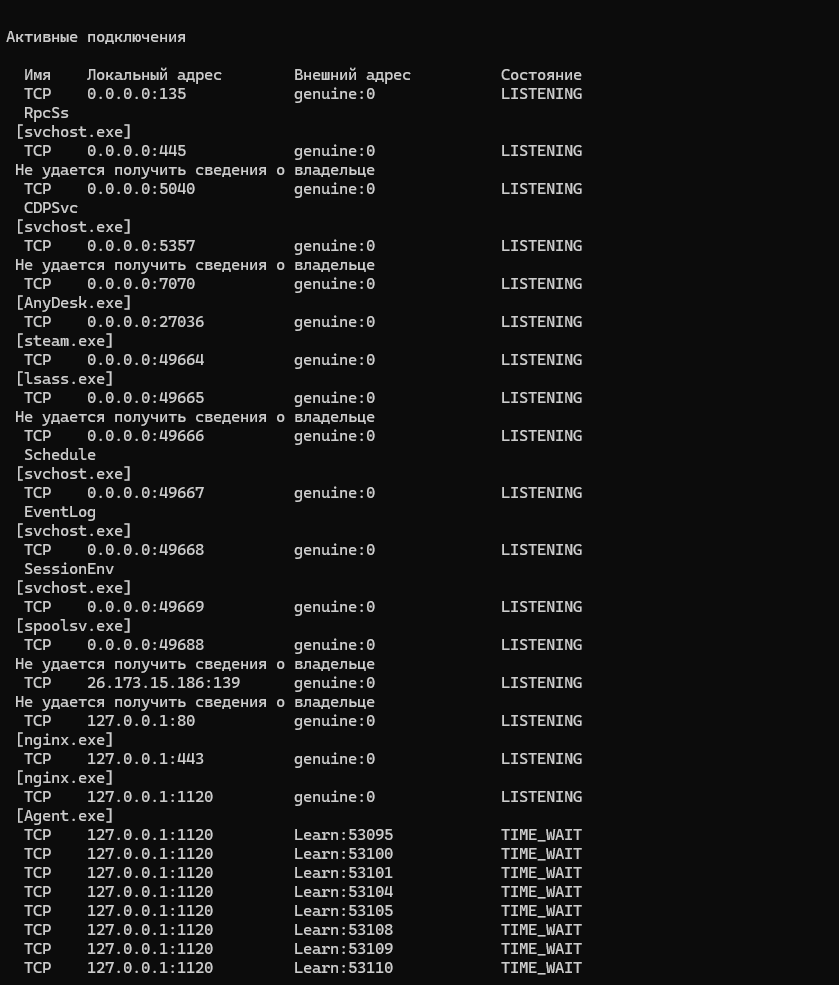 Активные подключения
Имя Локальный адрес Внешний адрес Состояние
TCP 0.0.0.0:135 genuine:0 LISTENING
RpcSs
[svchost.exe]
TCP 0.0.0.0:445 genuine:0 LISTENING
Не удается получить сведения о владельце
TCP 0.0.0.0:5040 genuine:0 LISTENING
CDPSvc
[svchost.exe]
TCP 0.0.0.0:5357 genuine:0 LISTENING
Не удается получить сведения о владельце
TCP 0.0.0.0:7070 genuine:0 LISTENING
[AnyDesk.exe]
TCP 0.0.0.0:27036 genuine:0 LISTENING
[steam.exe]
TCP 0.0.0.0:49664 genuine:0 LISTENING
[lsass.exe]
TCP 0.0.0.0:49665 genuine:0 LISTENING
Не удается получить сведения о владельце
TCP 0.0.0.0:49666 genuine:0 LISTENING
Schedule
[svchost.exe]
TCP 0.0.0.0:49667 genuine:0 LISTENING
EventLog
[svchost.exe]
TCP 0.0.0.0:49668 genuine:0 LISTENING
SessionEnv
[svchost.exe]
TCP 0.0.0.0:49669 genuine:0 LISTENING
[spoolsv.exe]
TCP 0.0.0.0:49688 genuine:0 LISTENING
Не удается получить сведения о владельце
TCP 26.173.15.186:139 genuine:0 LISTENING
Не удается получить сведения о владельце
TCP 127.0.0.1:80 genuine:0 LISTENING
[nginx.exe]
TCP 127.0.0.1:443 genuine:0 LISTENING
[nginx.exe]
TCP 127.0.0.1:1120 genuine:0 LISTENING
[Agent.exe]
TCP 127.0.0.1:1120 Learn:53095 TIME_WAIT
TCP 127.0.0.1:1120 Learn:53100 TIME_WAIT
TCP 127.0.0.1:1120 Learn:53101 TIME_WAIT
TCP 127.0.0.1:1120 Learn:53104 TIME_WAIT
TCP 127.0.0.1:1120 Learn:53105 TIME_WAIT
TCP 127.0.0.1:1120 Learn:53108 TIME_WAIT
TCP 127.0.0.1:1120 Learn:53109 TIME_WAIT
TCP 127.0.0.1:1120 Learn:53110 TIME_WAIT